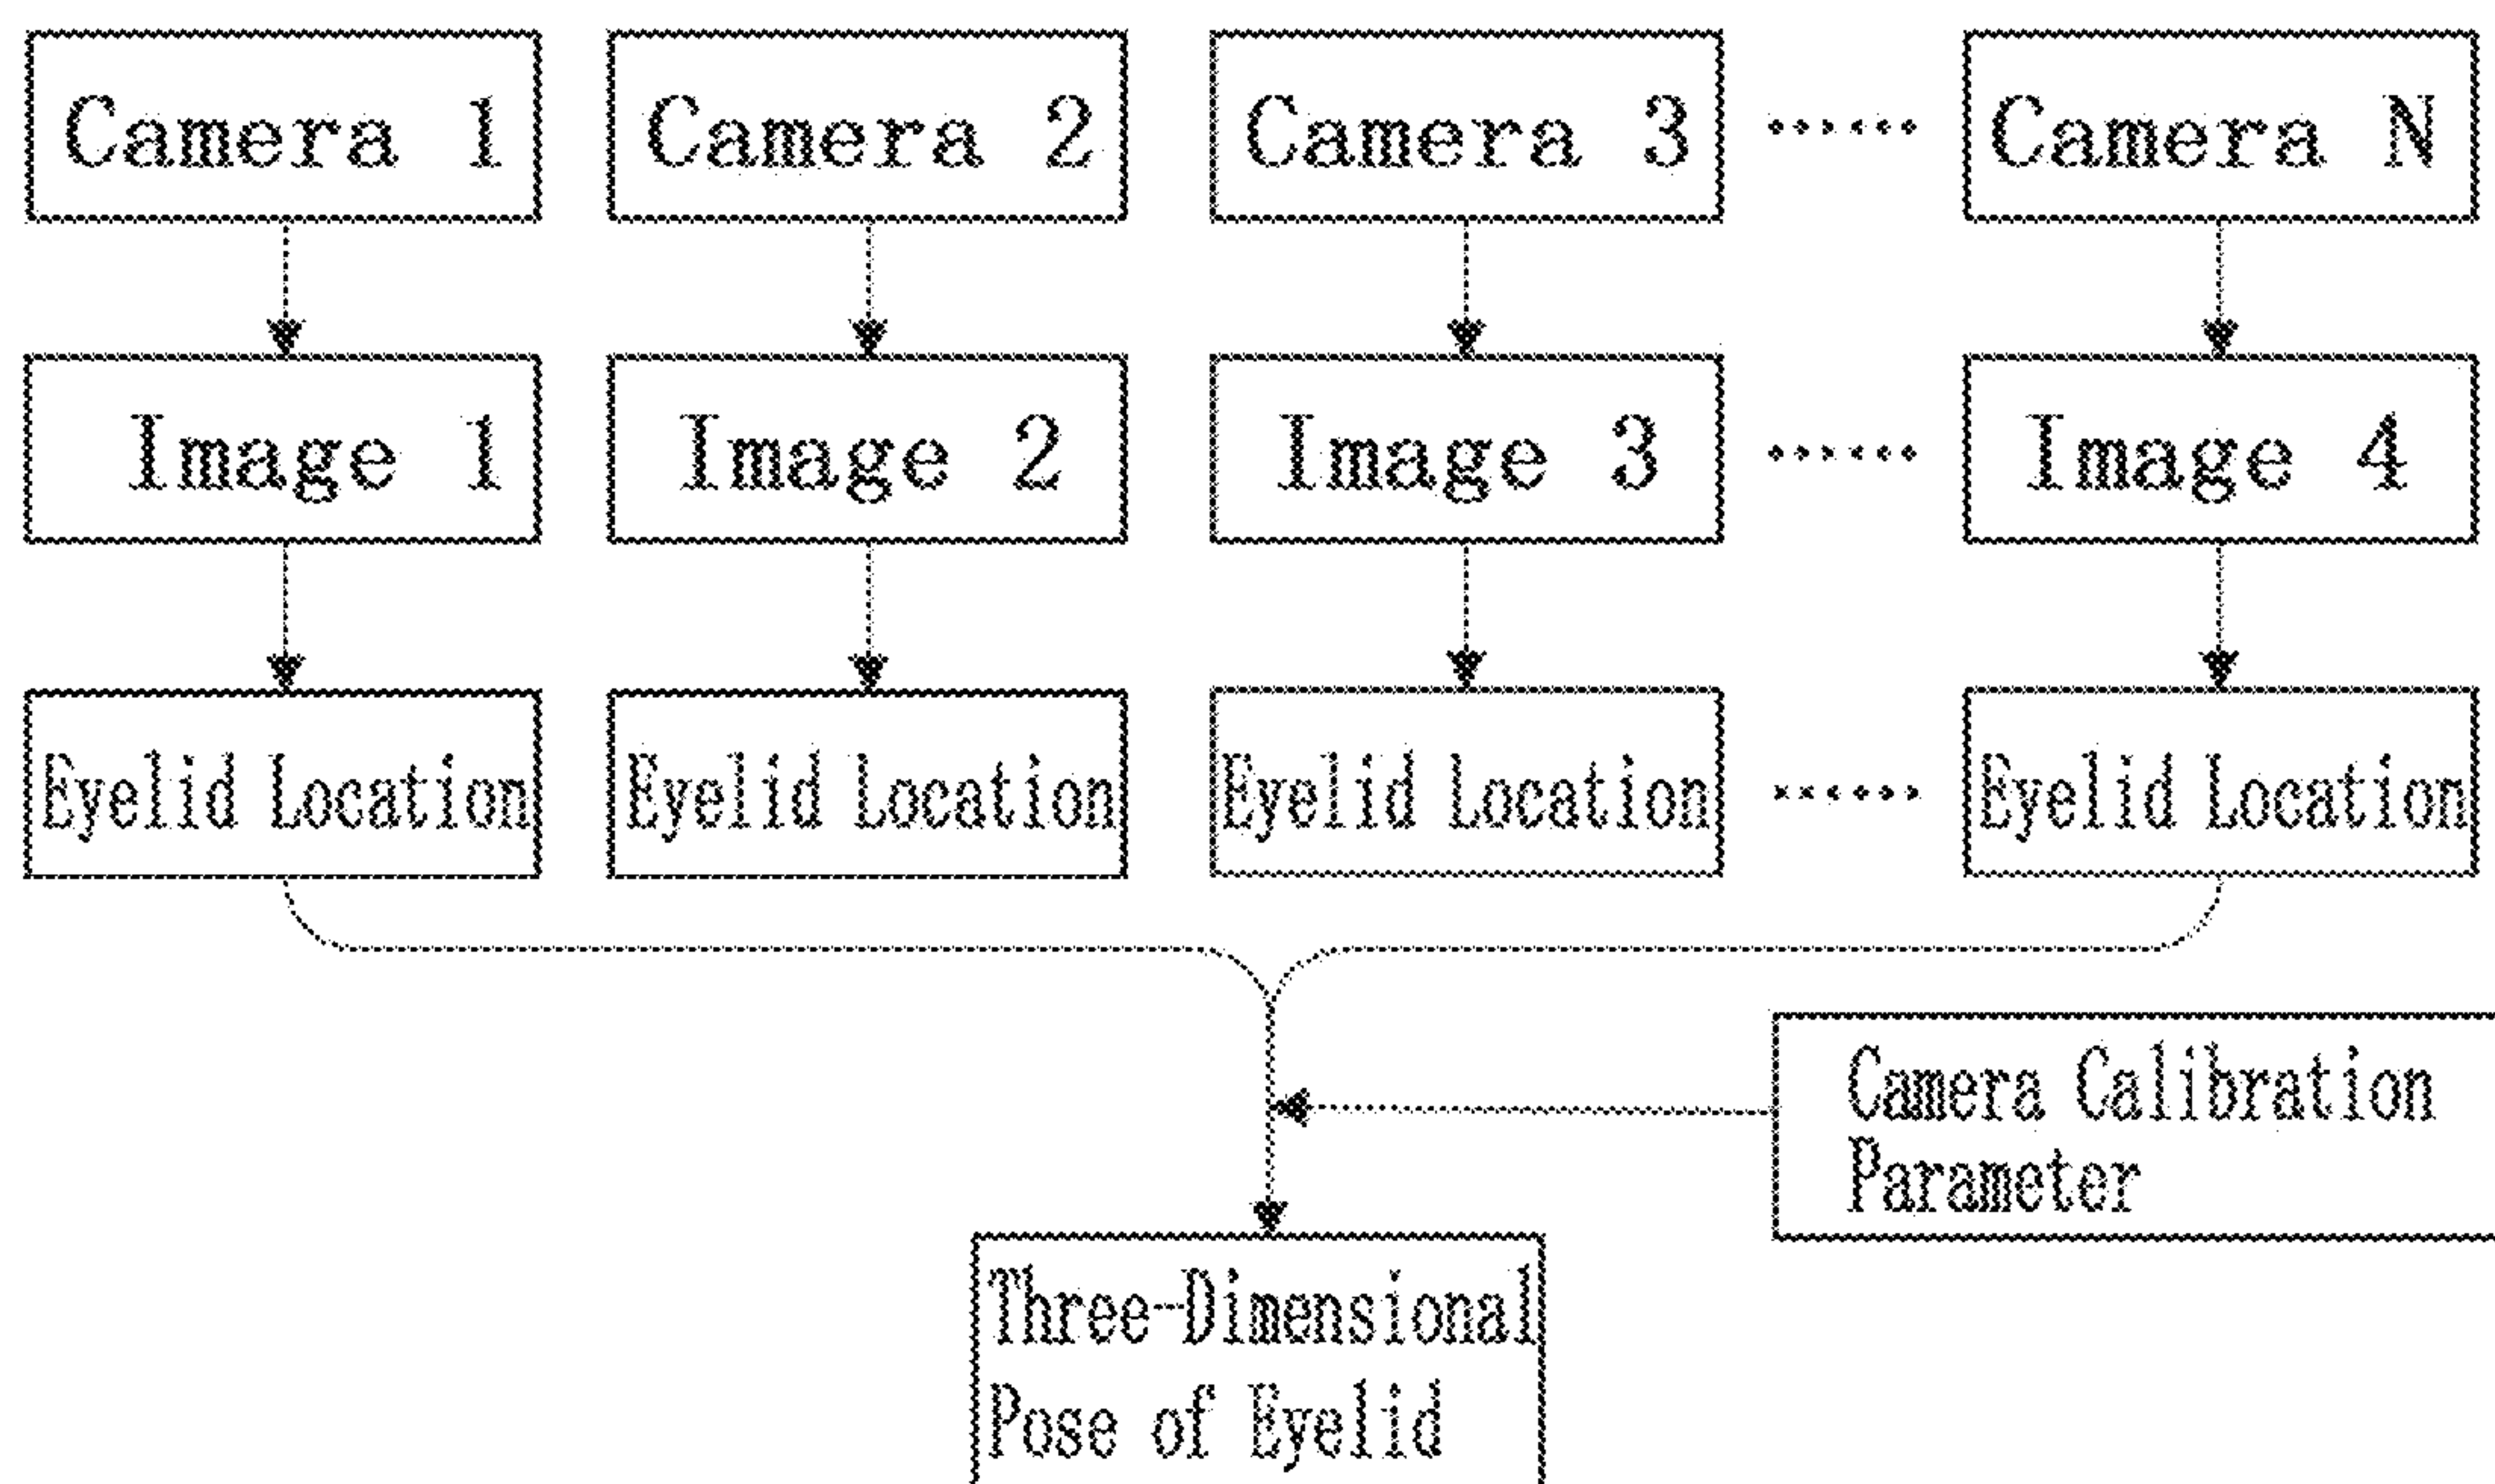 Camera 1 Camera 2 Camera 3 ...... Camera N
Image 1 Image 2 Image 3 ...... Image 4
Eyelid Location Eyelid Location Eyelid Location ...... Eyelid Location
Camera Calibration
Parameter
Three-Dimensional
Pose of Eyelid